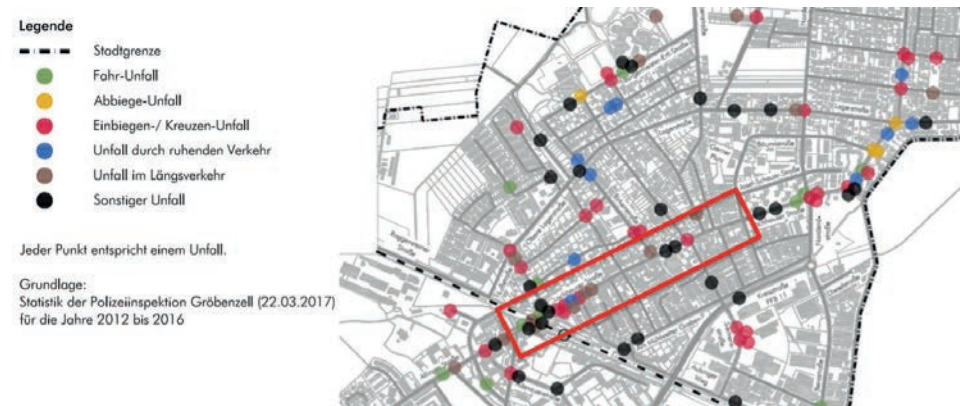 Legende
Stadtgrenze
Fahr-Unfall
Abbiege-Unfall
Einbiegen-/ Kreuzen-Unfall
Unfall durch ruhenden Verkehr
Unfall im Längsverkehr
Sonstiger Unfall
Jeder Punkt entspricht einem Unfall.
Grundlage:
Statistik der Polizeiinspektion Gröbenzell (22.03.2017)
für die Jahre 2012 bis 2016